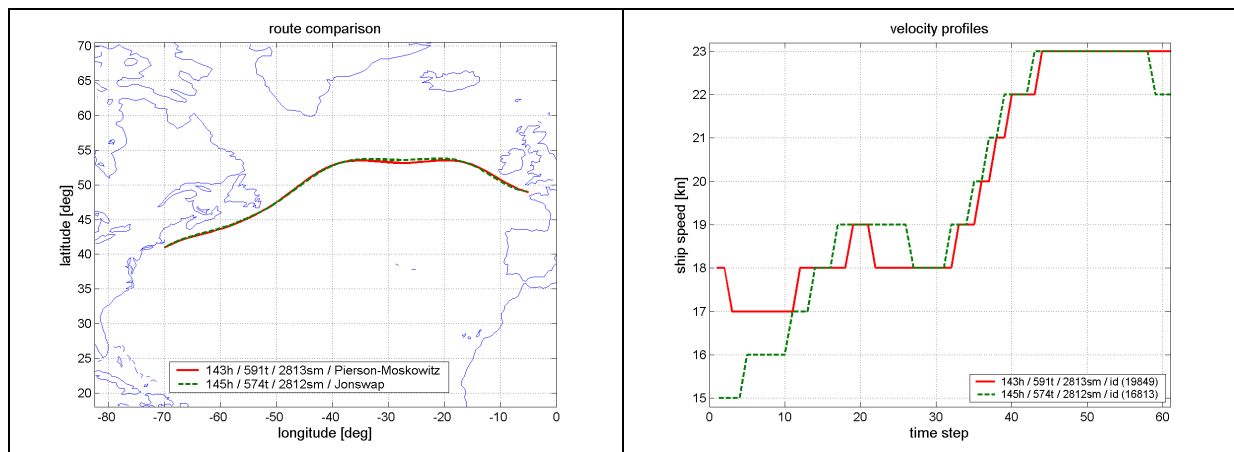 route comparison
70
65
60
55
50
45
40
35
30
25
20
latitude [deg]
143h / 591t / 2813sm / Pierson-Moskowitz
145h / 574t / 2812sm / Jonswap
-80 -70 -60 -50 -40 -30 -20 -10 0
longitude [deg]
velocity profiles
23
22
21
20
19
18
17
16
15
ship speed [kn]
143h / 591t / 2813sm / id (19849)
145h / 574t / 2812sm / id (16813)
0 10 20 30 40 50 60
time step